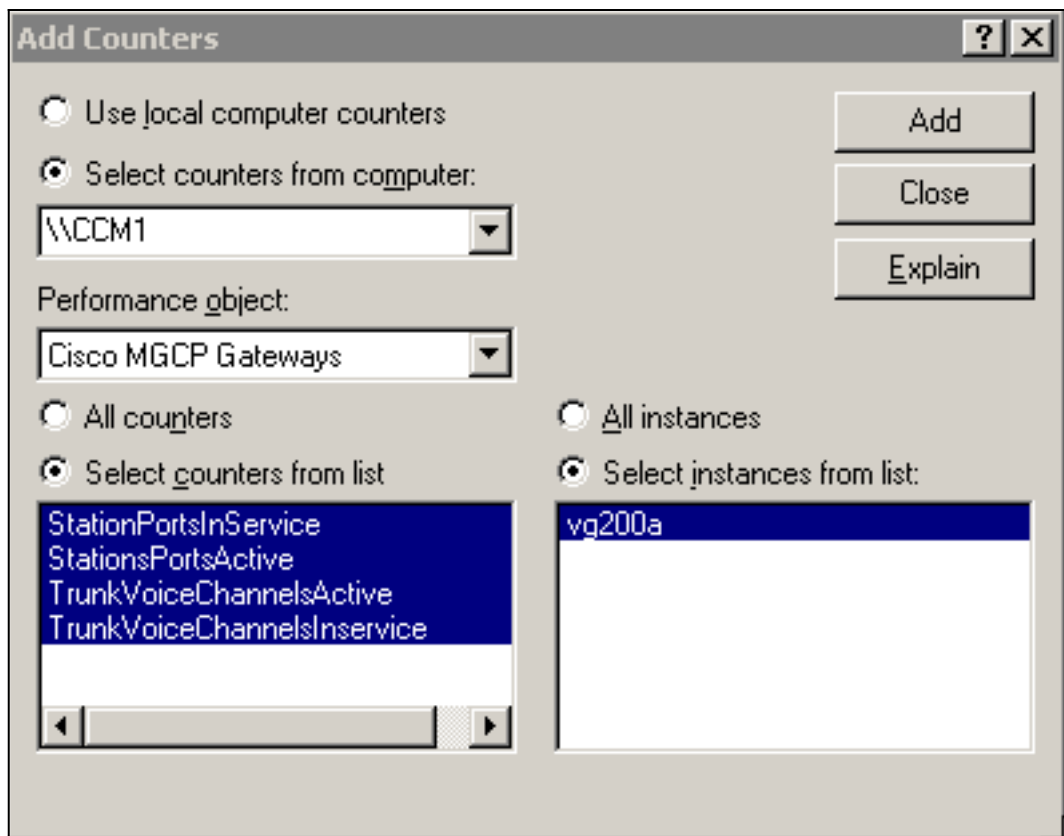 Add Counters
Use local computer counters
Add
Select counters from computer:
Close
\\CCM1
Explain
Performance object:
Cisco MGCP Gateways
All counters
All instances
Select counters from list
Select instances from list:
StationPortsInService
vg200a
StationsPortsActive
TrunkVoiceChannelsActive
TrunkVoiceChannelsInservice